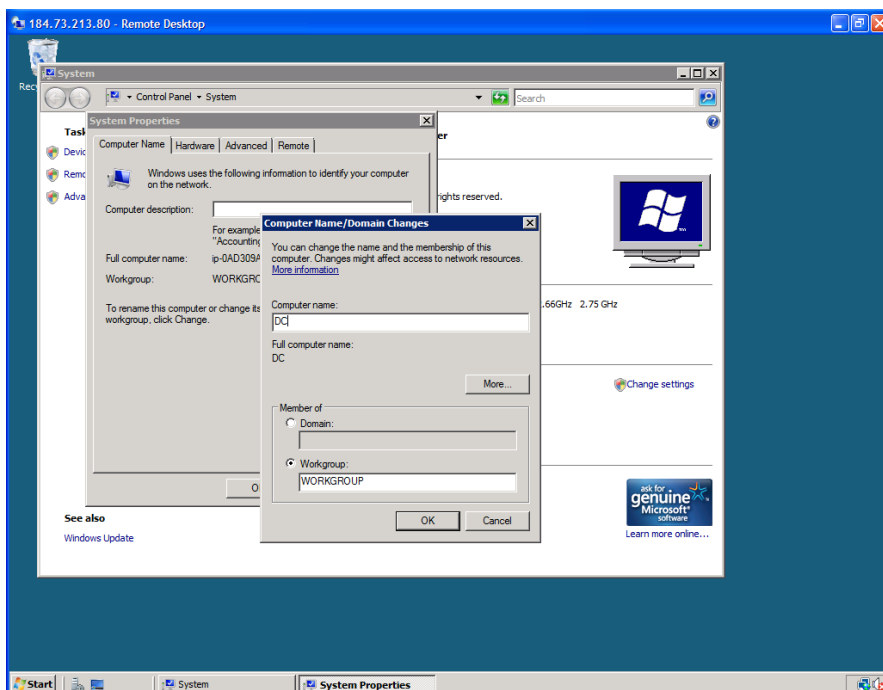 184.73.213.80 - Remote Desktop
System
Control Panel
System
Search
System Properties
Computer Name
Hardware
Advanced
Remote
Windows uses the following information to identify your computer
on the network.
Computer description:
For example
Full computer name:
ip-0AD309A
Workgroup:
To rename this computer or change its
workgroup, click Change.
Computer Name/Domain Changes
You can change the name and the membership of this
computer. Changes might affect access to network resources.
More information
Computer name:
DC
Full computer name:
DC
More...
Member of
Domain:
Workgroup:
WORKGROUP
OK
Cancel
rights reserved.
.66GHz 2.75 GHz
Change settings
ask for
genuine
Microsoft
software
Learn more online...
See also
Windows Update
Start
System
System Properties